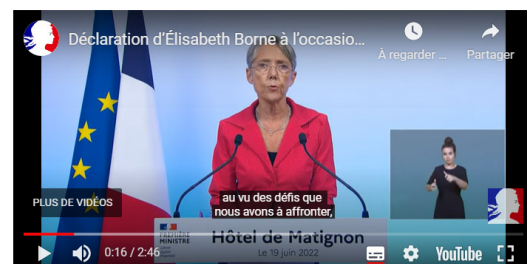 Déclaration d'Élisabeth Borne à l'occasio...
À regarder ...
Partager
PLUS DE VIDÉOS
au vu des défis que
nous avons à affronter,
PREMIÈRE
MINISTRE
Hôtel de Matignon
Le 19 juin 2022
0:16 / 2:46
YouTube